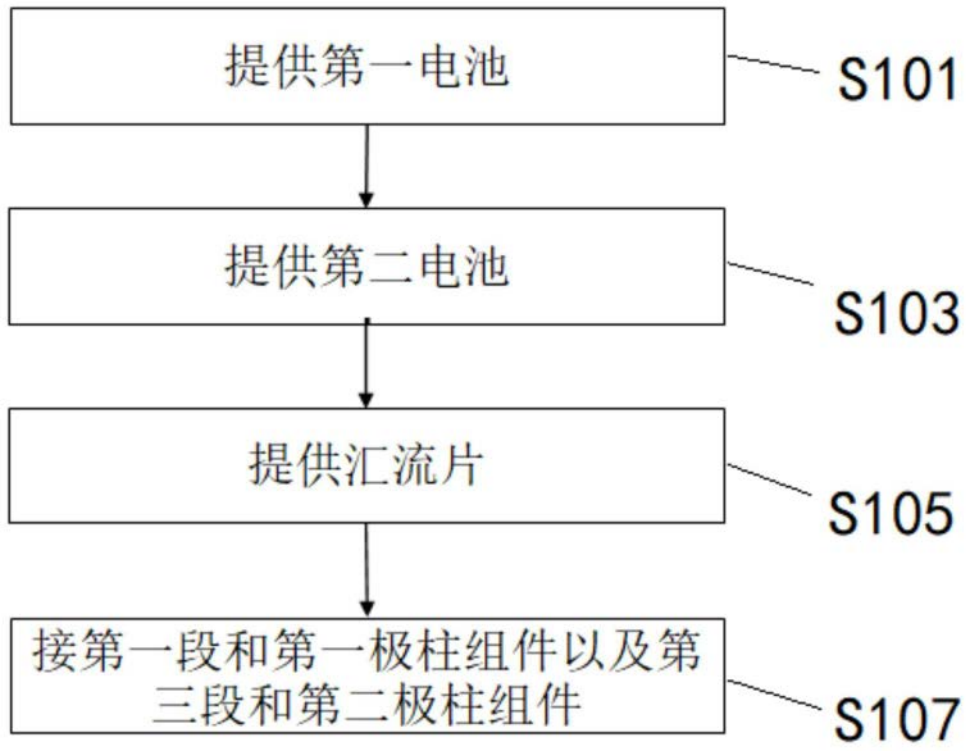 提供第一电池
S101
提供第二电池
S103
提供汇流片
S105
接第一段和第一极柱组件以及第
三段和第二极柱组件
S107